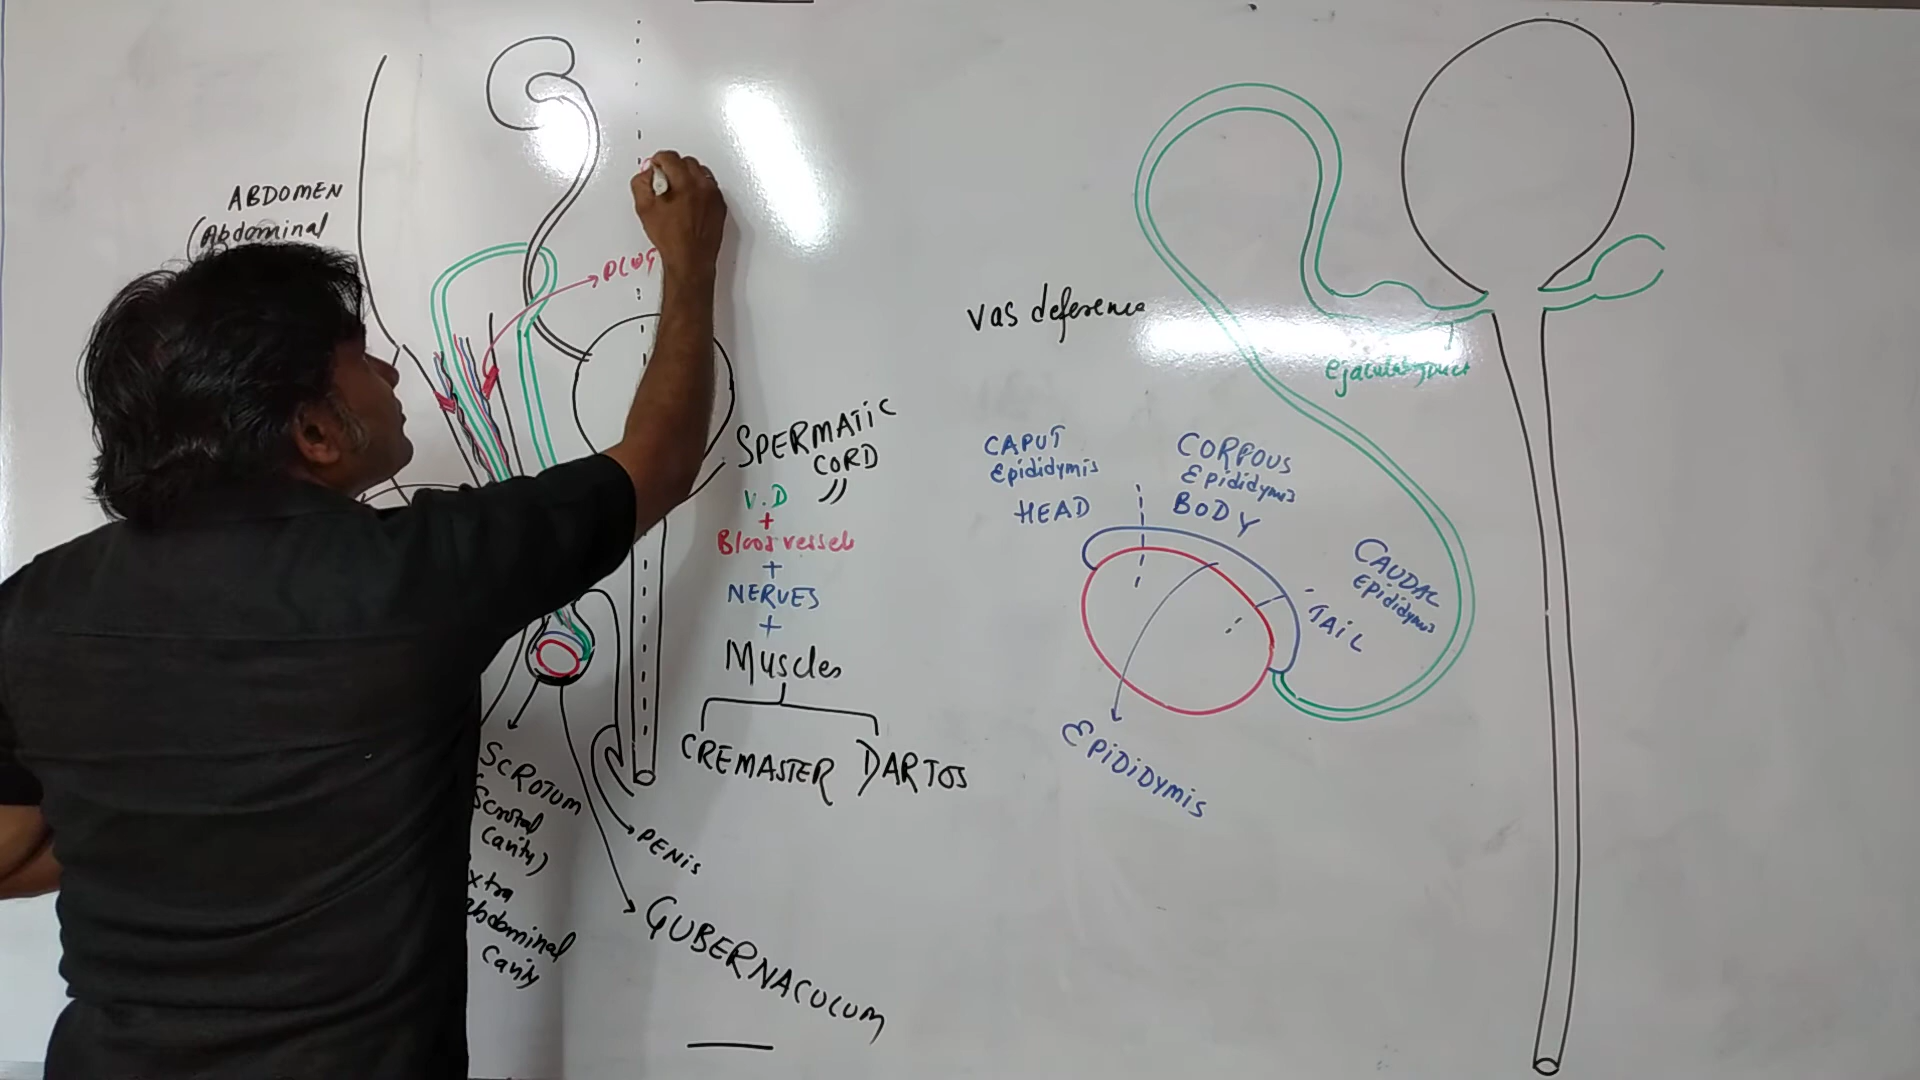 ABDOMEN
(Abdominal
PLUG
SPERMATIC
CORD
V.D
+
Blood vessels
+
NERVES
+
Muscles
CREMASTER DARTOS
SCROTUM
(Scrotal
Cavity)
Extra
abdominal
Cavity
PENIS
GUBERNACULUM
Vas deference
Ejaculatory Duct
CAPUT
Epididymis
HEAD
CORPOUS
Epididymis
BODY
CAUDAL
Epididymis
TAIL
EPIDIDYMIS